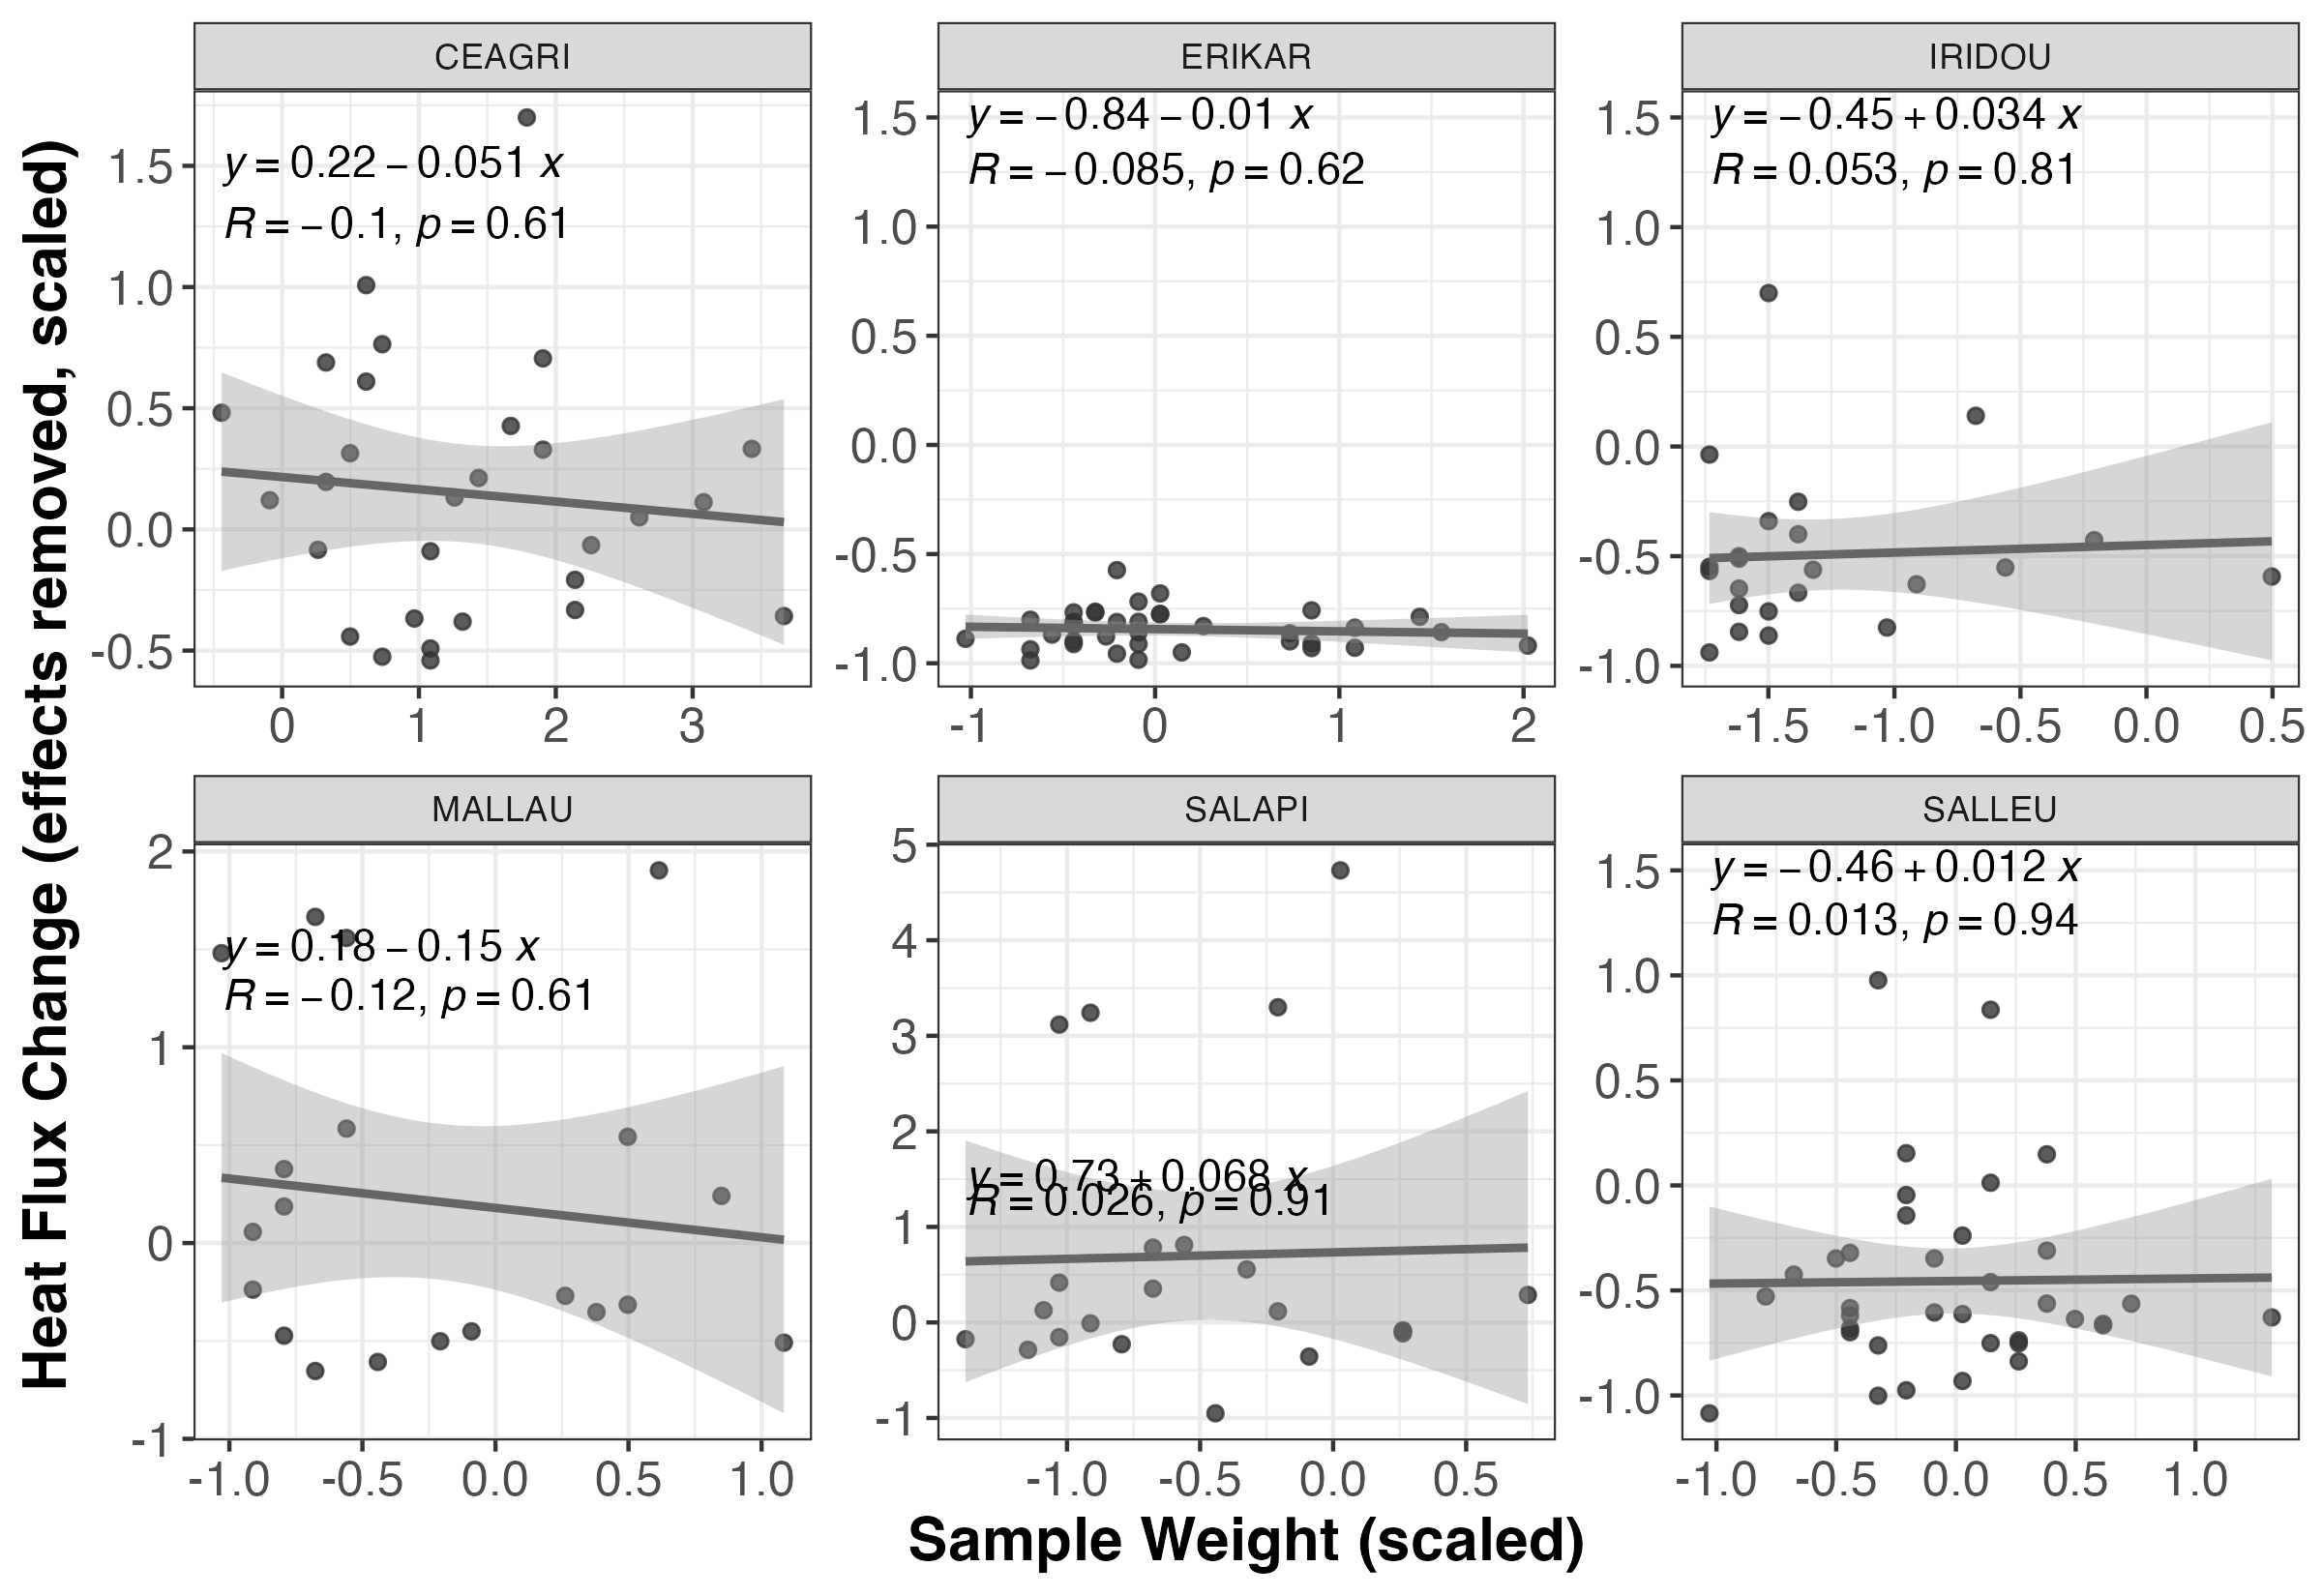 CEAGRI
ERIKAR
IRIDOU
y = 0.22 − 0.051 x
R = −0.1, p = 0.61
1.5
1.0
0.5
0.0
-0.5
0 1 2 3
y = −0.84 − 0.01 x
R = −0.085, p = 0.62
1.5
1.0
0.5
0.0
-0.5
-1.0
-1 0 1 2
y = −0.45 + 0.034 x
R = 0.053, p = 0.81
1.5
1.0
0.5
0.0
-0.5
-1.0
-1.5 -1.0 -0.5 0.0 0.5
MALLAU
SALAPI
SALLEU
y = 0.18 − 0.15 x
R = −0.12, p = 0.61
2
1
0
-1
-1.0 -0.5 0.0 0.5 1.0
y = 0.73 + 0.068 x
R = 0.026, p = 0.91
5
4
3
2
1
0
-1
-1.0 -0.5 0.0 0.5
y = −0.46 + 0.012 x
R = 0.013, p = 0.94
1.5
1.0
0.5
0.0
-0.5
-1.0
-1.0 -0.5 0.0 0.5 1.0
Heat Flux Change (effects removed, scaled)
Sample Weight (scaled)